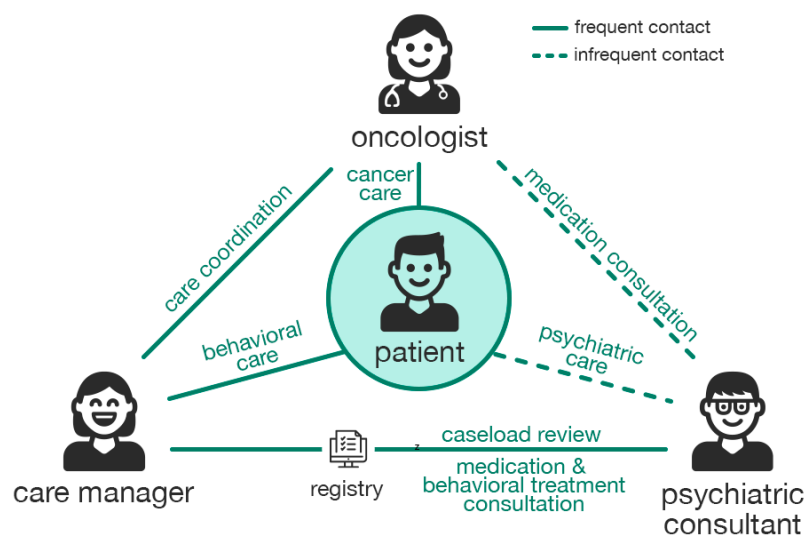 frequent contact
infrequent contact
oncologist
cancer
care
care coordination
medication consultation
behavioral
care
patient
psychiatric
care
care manager
registry
z
caseload review
medication &
behavioral treatment
consultation
psychiatric
consultant